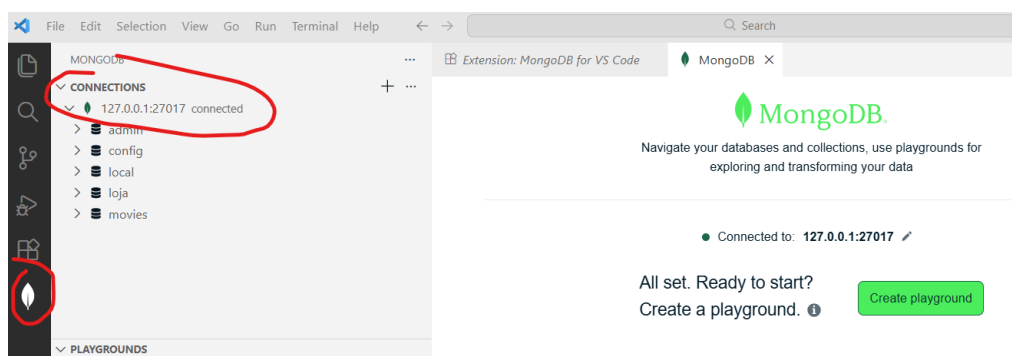 File Edit Selection View Go Run Terminal Help
Search
MONGODB
CONNECTIONS
127.0.0.1:27017 connected
admin
config
local
loja
movies
PLAYGROUNDS
Extension: MongoDB for VS Code
MongoDB
MongoDB.
Navigate your databases and collections, use playgrounds for
exploring and transforming your data
Connected to: 127.0.0.1:27017
All set. Ready to start?
Create a playground.
Create playground